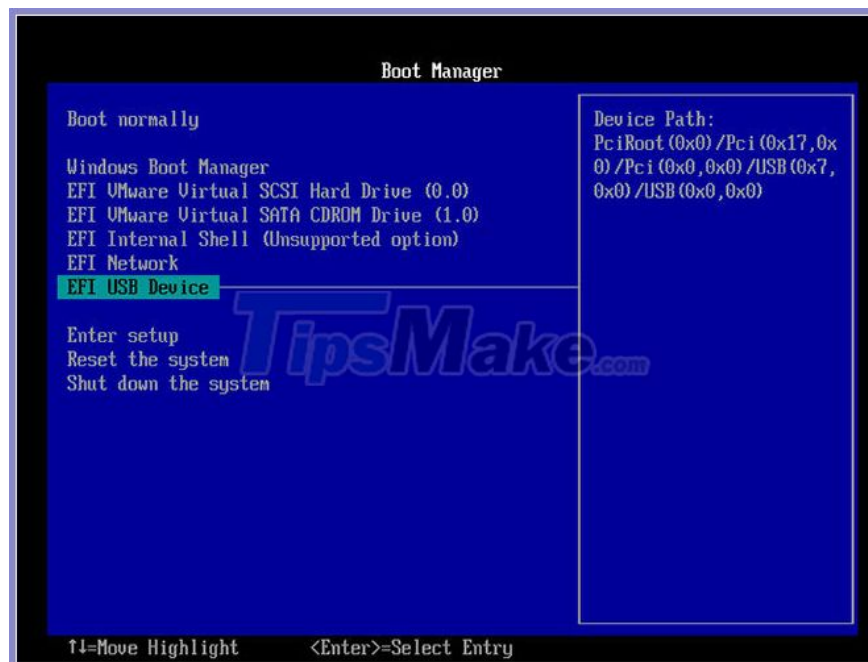 Boot Manager
Boot normally
Windows Boot Manager
EFI VMware Virtual SCSI Hard Drive (0.0)
EFI VMware Virtual SATA CDROM Drive (1.0)
EFI Internal Shell (Unsupported option)
EFI Network
EFI USB Device
Enter setup
Reset the system
Shut down the system
Device Path:
PciRoot(0x0)/Pci(0x17,0x
0)/Pci(0x0,0x0)/USB(0x7,
0x0)/USB(0x0,0x0)
TipsMake.com
↑↓=Move Highlight <Enter>=Select Entry